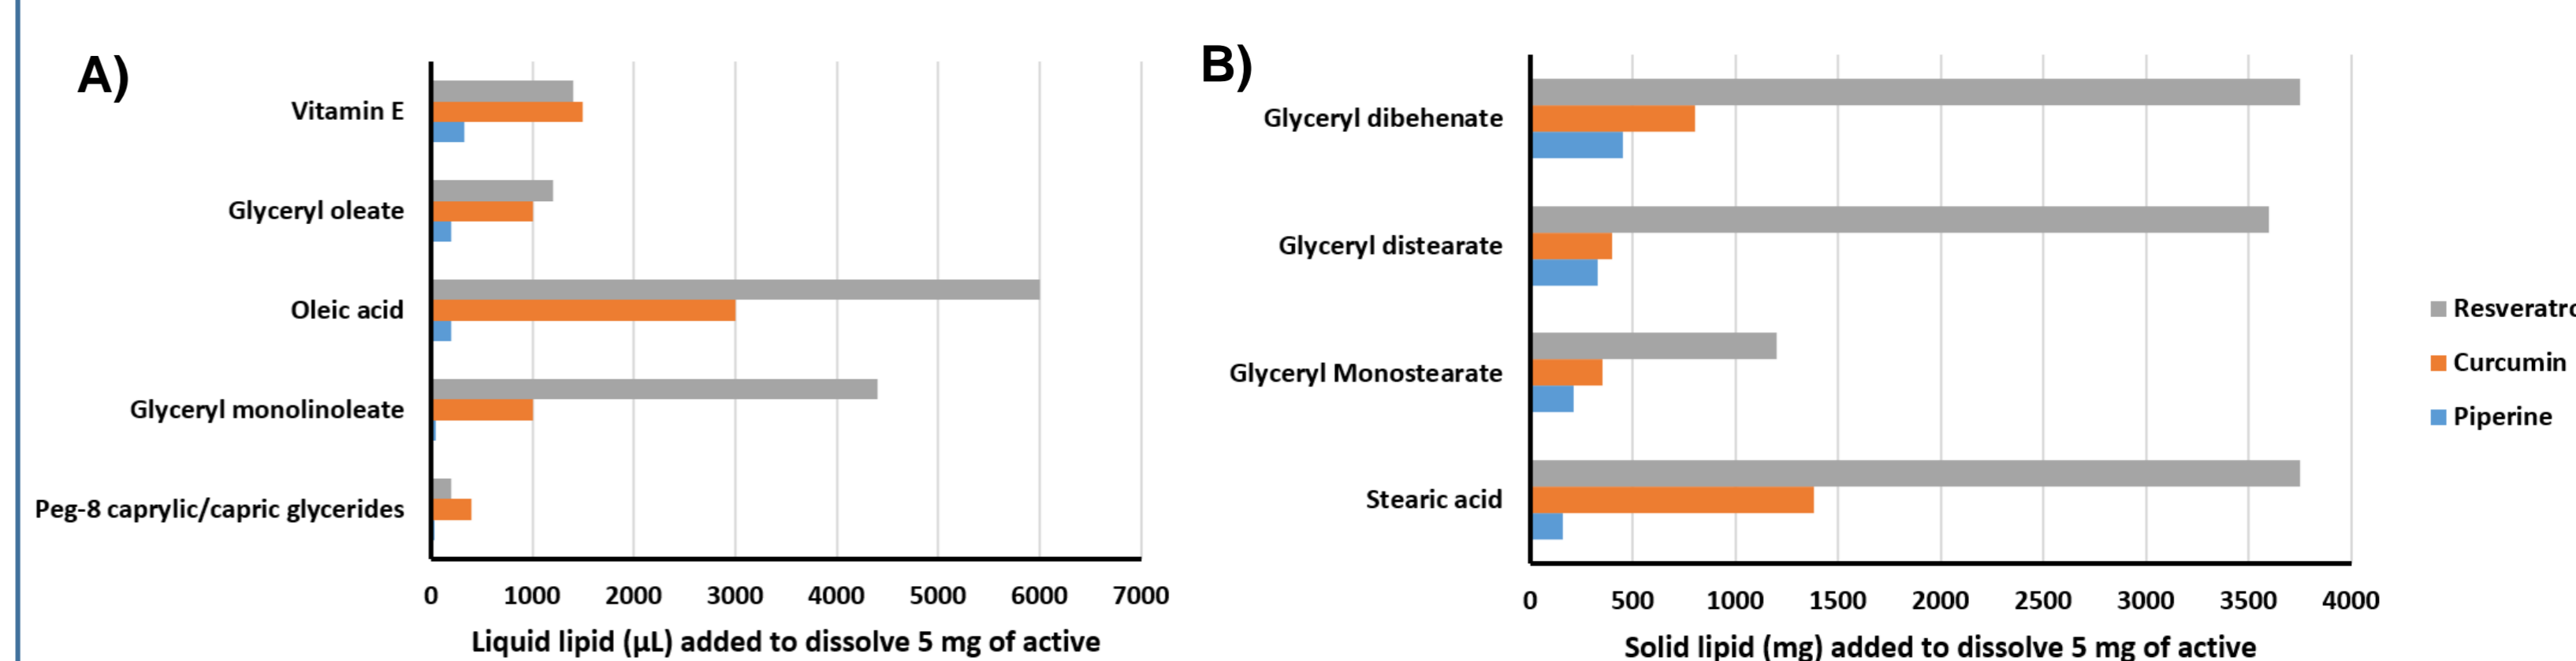 A)
Vitamin E
Glyceryl oleate
Oleic acid
Glyceryl monolinoleate
Peg-8 caprylic/capric glycerides
0 1000 2000 3000 4000 5000 6000 7000
Liquid lipid (µL) added to dissolve 5 mg of active
B)
Glyceryl dibehenate
Glyceryl distearate
Glyceryl Monostearate
Stearic acid
0 500 1000 1500 2000 2500 3000 3500 4000
Solid lipid (mg) added to dissolve 5 mg of active
Resveratro
Curcumin
Piperine